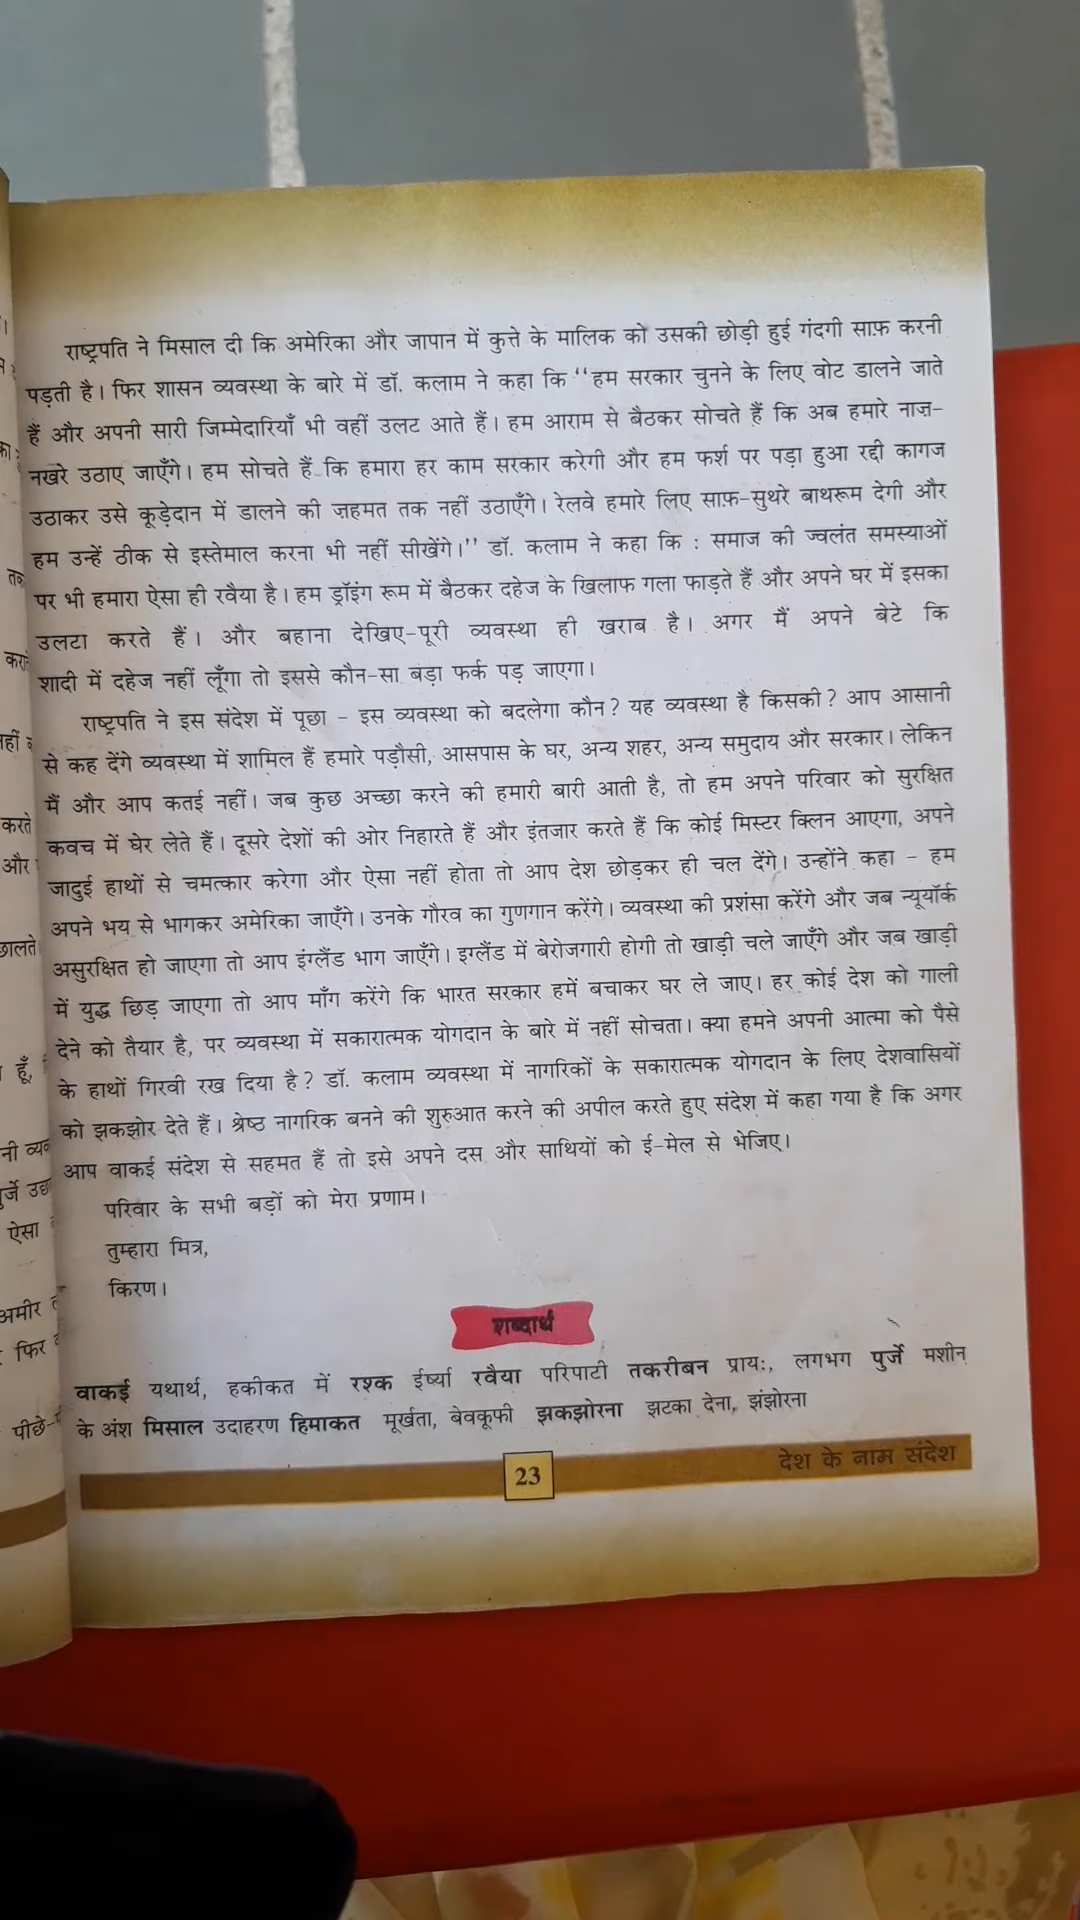 राष्ट्रपति ने मिसाल दी कि अमेरिका और जापान में कुत्ते के मालिक को उसकी छोड़ी हुई गंदगी साफ़ करनी
पड़ती है। फिर शासन व्यवस्था के बारे में डॉ. कलाम ने कहा कि ‘‘हम सरकार चुनने के लिए वोट डालने जाते
हैं और अपनी सारी जिम्मेदारियाँ भी वहीं उलट आते हैं। हम आराम से बैठकर सोचते हैं कि अब हमारे नाज़-
नखरे उठाए जाएँगे। हम सोचते हैं कि हमारा हर काम सरकार करेगी और हम फर्श पर पड़ा हुआ रद्दी कागज
उठाकर उसे कूड़ेदान में डालने की ज़हमत तक नहीं उठाएँगे। रेलवे हमारे लिए साफ़-सुथरे बाथरूम देगी और
हम उन्हें ठीक से इस्तेमाल करना भी नहीं सीखेंगे।’’ डॉ. कलाम ने कहा कि : समाज की ज्वलंत समस्याओं
पर भी हमारा ऐसा ही रवैया है। हम ड्रॉइंग रूम में बैठकर दहेज के खिलाफ गला फाड़ते हैं और अपने घर में इसका
उलटा करते हैं। और बहाना देखिए-पूरी व्यवस्था ही खराब है। अगर मैं अपने बेटे कि
शादी में दहेज नहीं लूँगा तो इससे कौन-सा बड़ा फर्क पड़ जाएगा।
राष्ट्रपति ने इस संदेश में पूछा - इस व्यवस्था को बदलेगा कौन? यह व्यवस्था है किसकी? आप आसानी
से कह देंगे व्यवस्था में शामिल हैं हमारे पड़ौसी, आसपास के घर, अन्य शहर, अन्य समुदाय और सरकार। लेकिन
मैं और आप कतई नहीं। जब कुछ अच्छा करने की हमारी बारी आती है, तो हम अपने परिवार को सुरक्षित
कवच में घेर लेते हैं। दूसरे देशों की ओर निहारते हैं और इंतजार करते हैं कि कोई मिस्टर क्लिन आएगा, अपने
जादुई हाथों से चमत्कार करेगा और ऐसा नहीं होता तो आप देश छोड़कर ही चल देंगे। उन्होंने कहा - हम
अपने भय से भागकर अमेरिका जाएँगे। उनके गौरव का गुणगान करेंगे। व्यवस्था की प्रशंसा करेंगे और जब न्यूयॉर्क
असुरक्षित हो जाएगा तो आप इंग्लैंड भाग जाएँगे। इग्लैंड में बेरोजगारी होगी तो खाड़ी चले जाएँगे और जब खाड़ी
में युद्ध छिड़ जाएगा तो आप माँग करेंगे कि भारत सरकार हमें बचाकर घर ले जाए। हर कोई देश को गाली
देने को तैयार है, पर व्यवस्था में सकारात्मक योगदान के बारे में नहीं सोचता। क्या हमने अपनी आत्मा को पैसे
के हाथों गिरवी रख दिया है? डॉ. कलाम व्यवस्था में नागरिकों के सकारात्मक योगदान के लिए देशवासियों
को झकझोर देते हैं। श्रेष्ठ नागरिक बनने की शुरुआत करने की अपील करते हुए संदेश में कहा गया है कि अगर
आप वाकई संदेश से सहमत हैं तो इसे अपने दस और साथियों को ई-मेल से भेजिए।
परिवार के सभी बड़ों को मेरा प्रणाम।
तुम्हारा मित्र,
किरण।
शब्दार्थ
वाकई यथार्थ, हकीकत में रश्क ईर्ष्या रवैया परिपाटी तकरीबन प्रायः, लगभग पुर्जे मशीन
के अंश मिसाल उदाहरण हिमाकत मूर्खता, बेवकूफी झकझोरना झटका देना, झंझोरना
23
देश के नाम संदेश